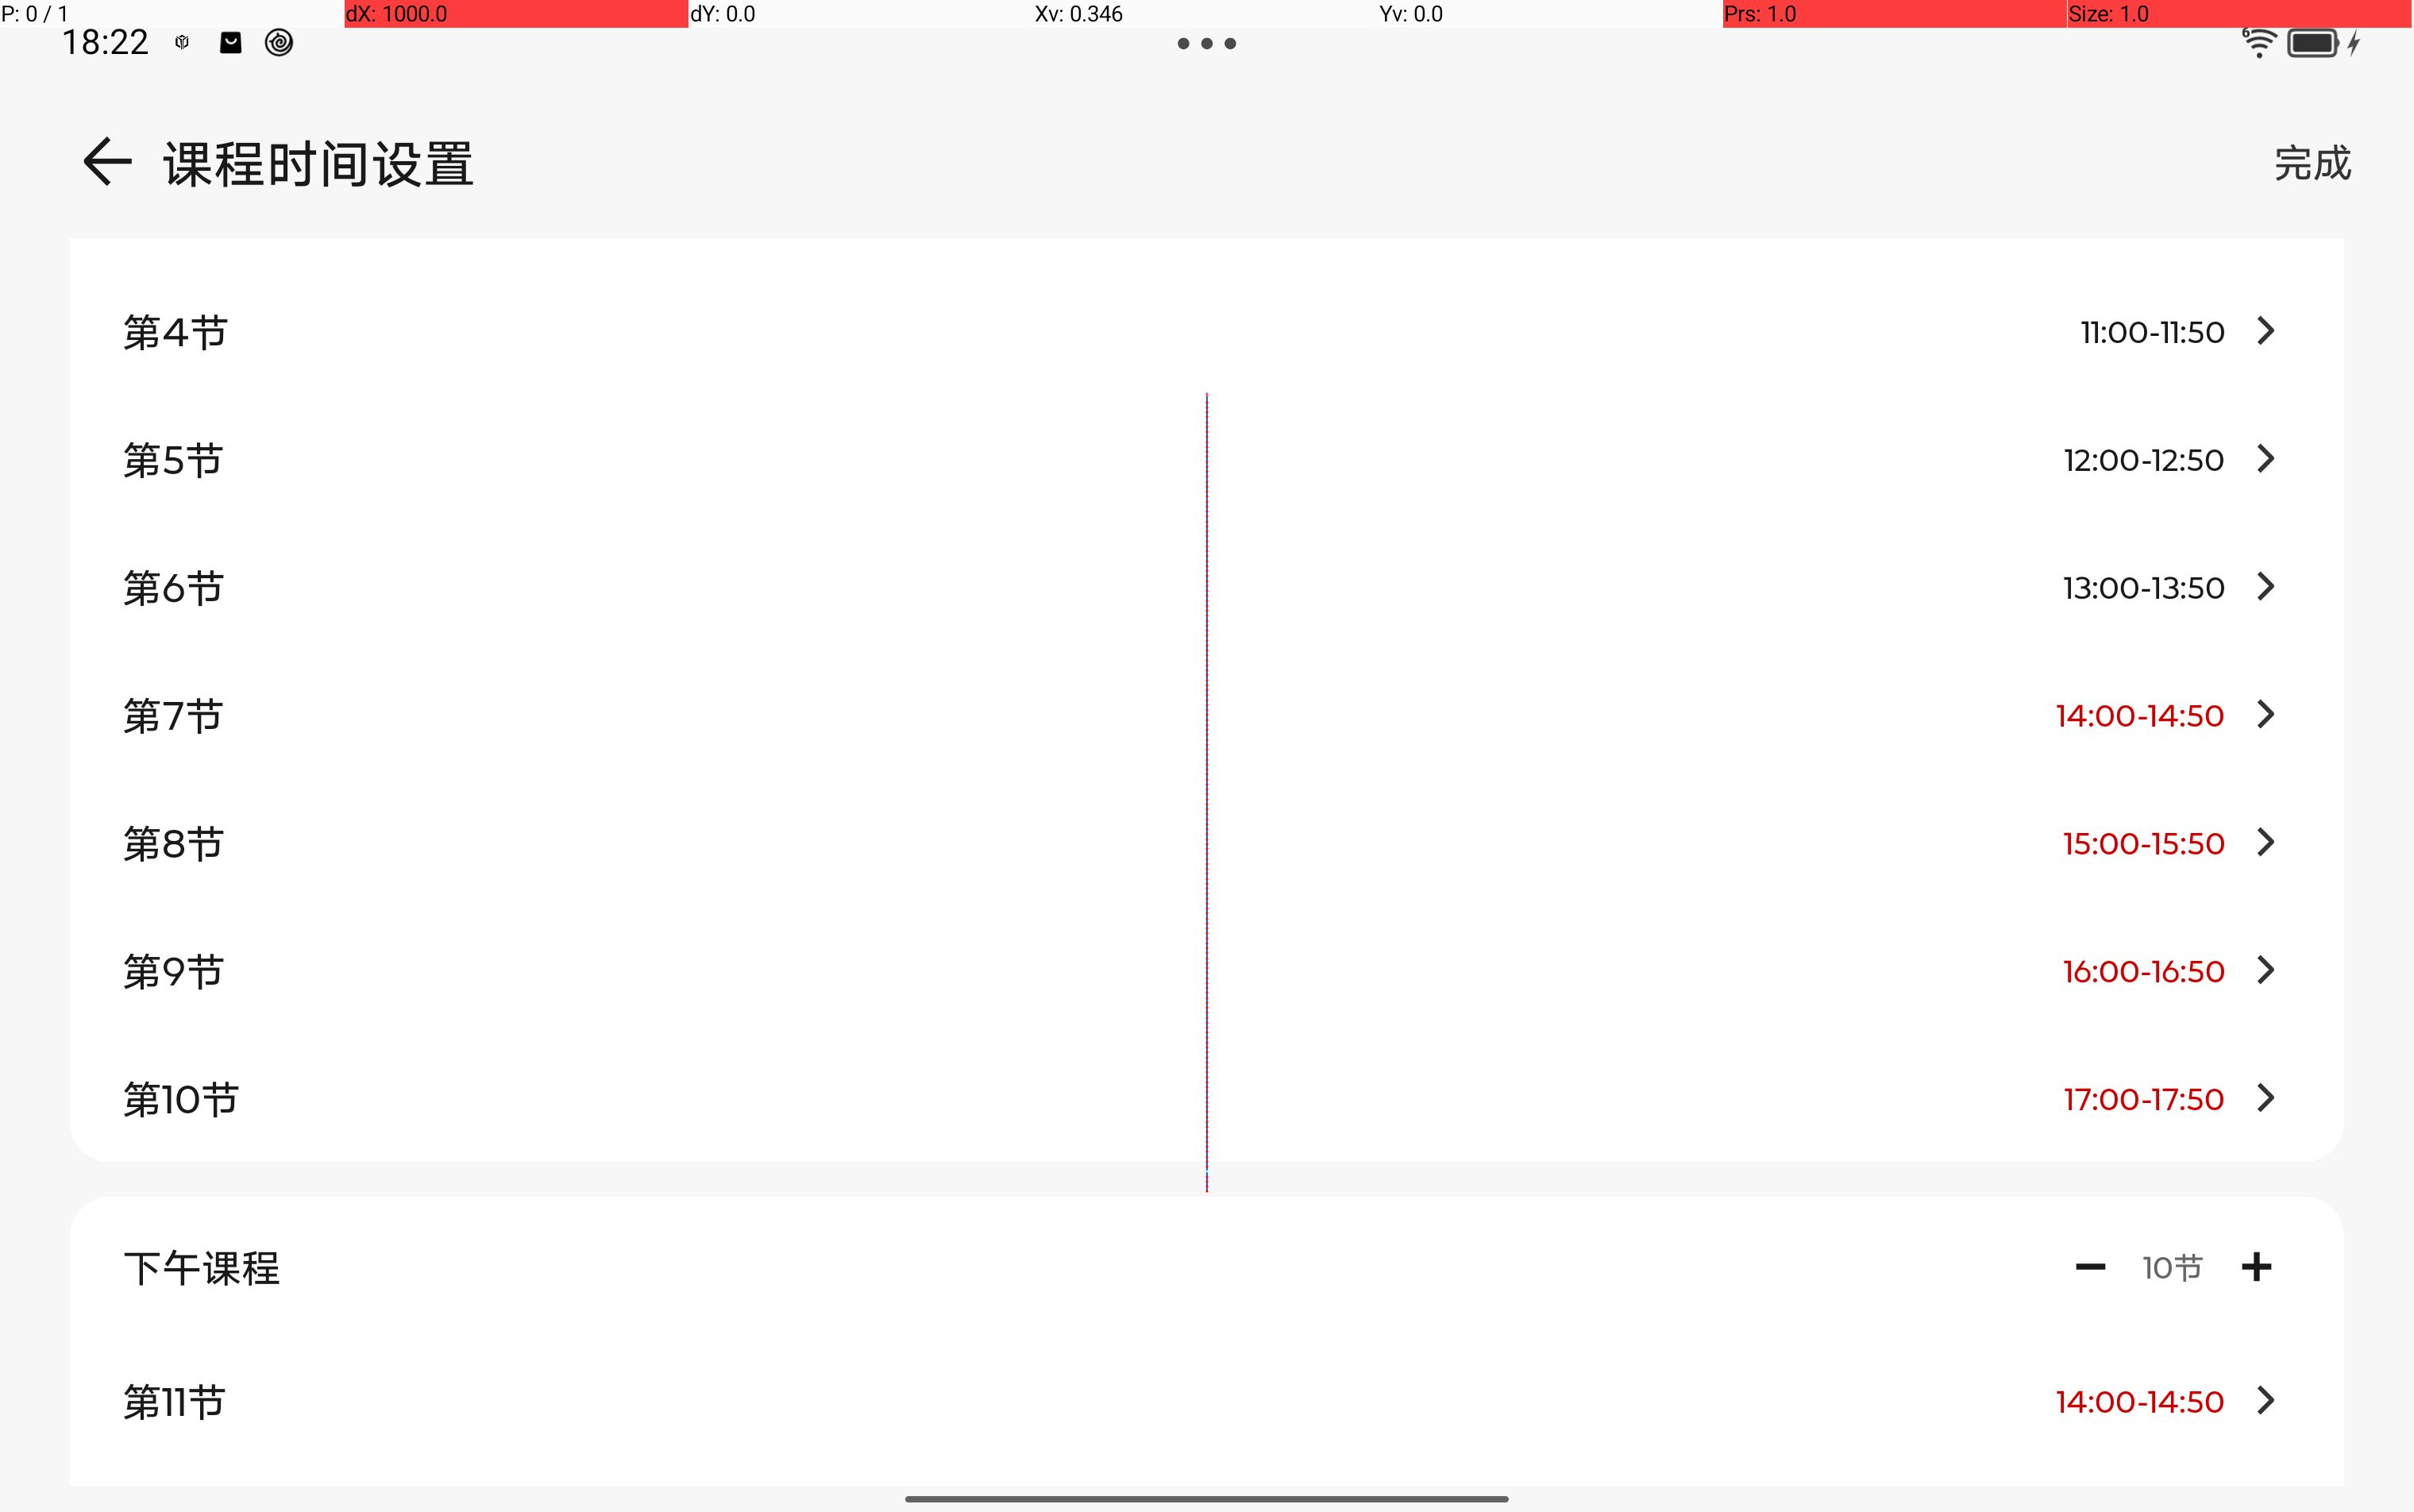 P: 0 / 1 dX: 1000.0 dY: 0.0 Xv: 0.346 Yv: 0.0 Prs: 1.0 Size: 1.0
18:22 6
课程时间设置 完成
第4节 11:00-11:50
第5节 12:00-12:50
第6节 13:00-13:50
第7节 14:00-14:50
第8节 15:00-15:50
第9节 16:00-16:50
第10节 17:00-17:50
下午课程 10节
第11节 14:00-14:50